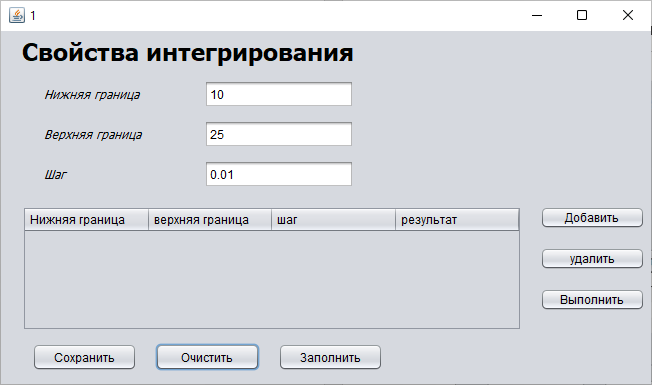 1
Свойства интегрирования
Нижняя граница 10
Верхняя граница 25
Шаг 0.01
Нижняя граница верхняя граница шаг результат
Добавить
удалить
Выполнить
Сохранить Очистить Заполнить